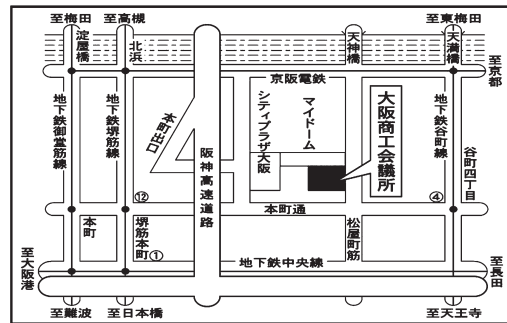 至梅田
至高槻
至東梅田
淀屋橋
北浜
天神橋
天満橋
至京都
京阪電鉄
地下鉄御堂筋線
地下鉄堺筋線
本町出口
阪神高速道路
シティプラザ大阪
マイドーム
大阪商工会議所
地下鉄谷町線
谷町四丁目
⑫
④
本町通
本町
堺筋本町①
松屋町筋
地下鉄中央線
至大阪港
至長田
至難波
至日本橋
至天王寺